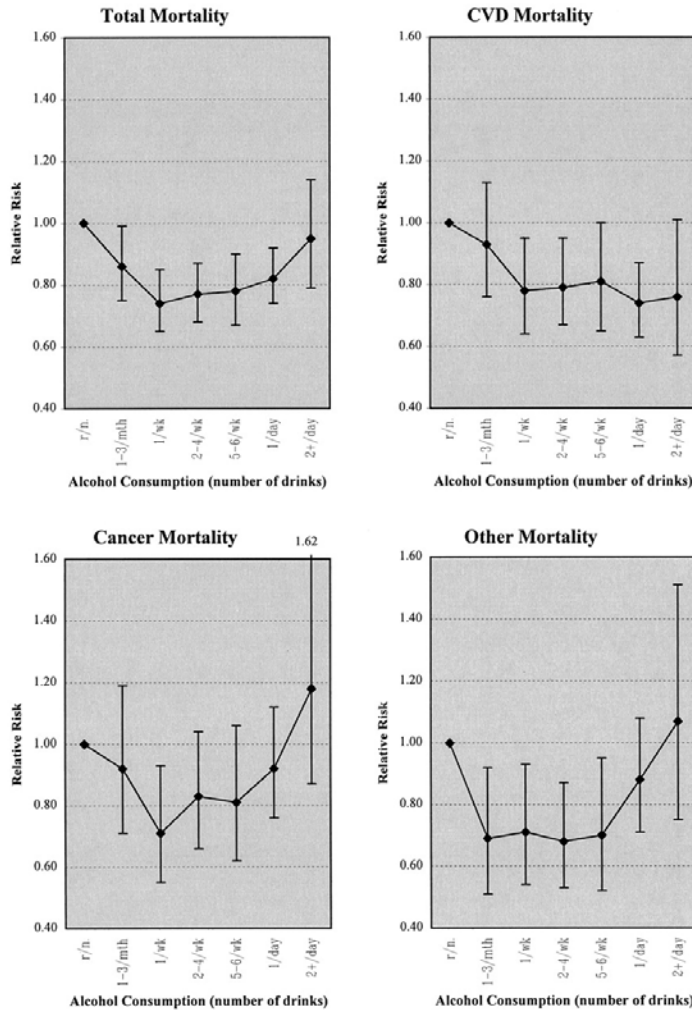 Total Mortality
1.60
1.40
1.20
1.00
0.80
0.60
0.40
Relative Risk
r/n.
1-3/mth
1/wk
2-4/wk
5-6/wk
1/day
2+/day
Alcohol Consumption (number of drinks)
CVD Mortality
1.60
1.40
1.20
1.00
0.80
0.60
0.40
Relative Risk
r/n.
1-3/mth
1/wk
2-4/wk
5-6/wk
1/day
2+/day
Alcohol Consumption (number of drinks)
Cancer Mortality
1.62
1.60
1.40
1.20
1.00
0.80
0.60
0.40
Relative Risk
r/n.
1-3/mth
1/wk
2-4/wk
5-6/wk
1/day
2+/day
Alcohol Consumption (number of drinks)
Other Mortality
1.60
1.40
1.20
1.00
0.80
0.60
0.40
Relative Risk
r/n.
1-3/mth
1/wk
2-4/wk
5-6/wk
1/day
2+/day
Alcohol Consumption (number of drinks)